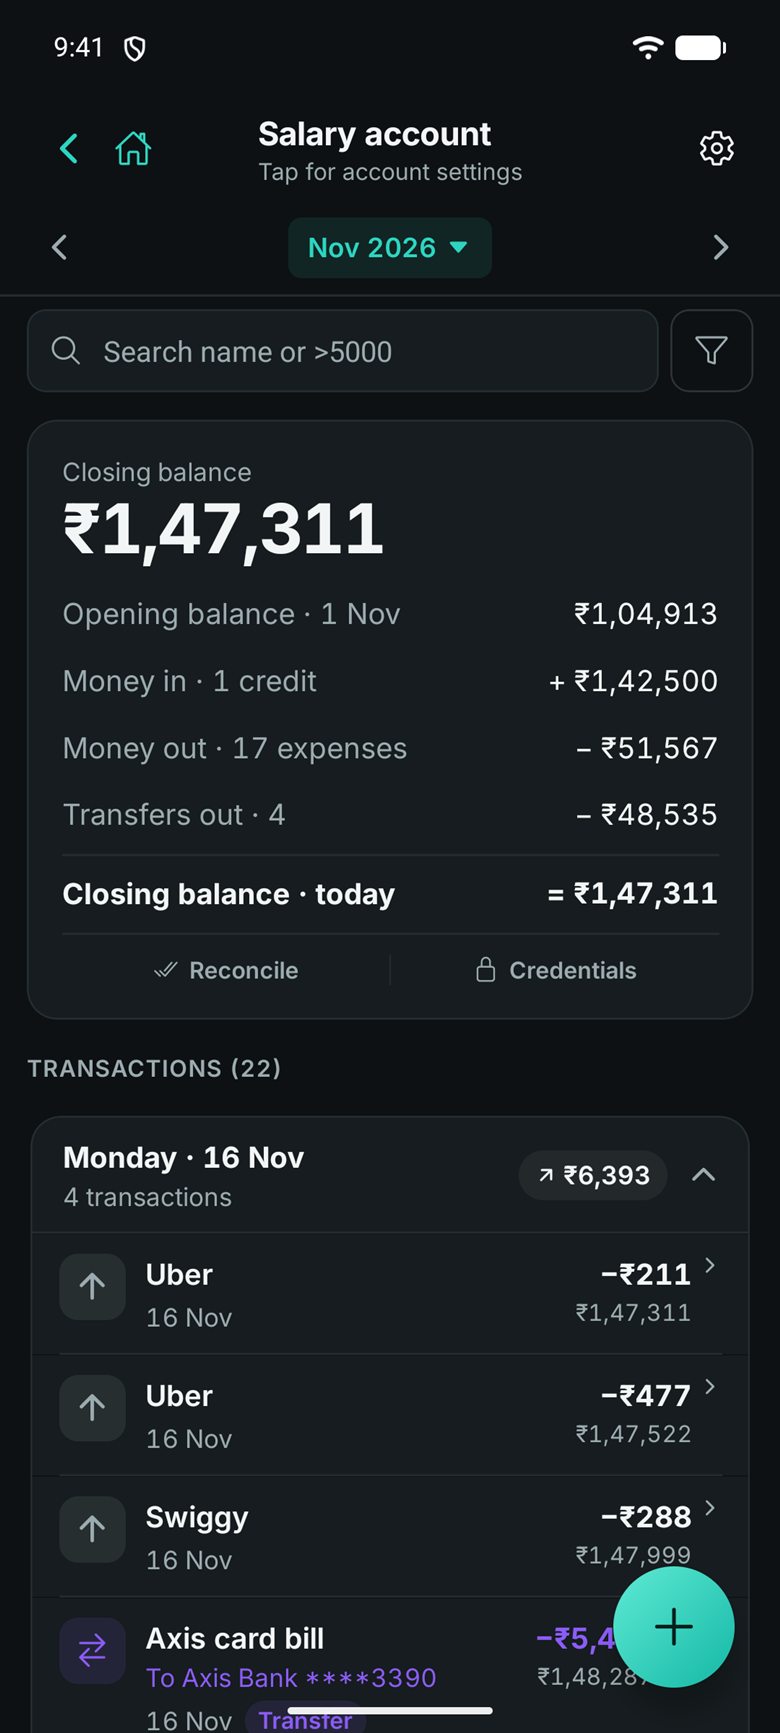 9:41
Salary account
Tap for account settings
Nov 2026
Search name or >5000
Closing balance
₹1,47,311
Opening balance · 1 Nov ₹1,04,913
Money in · 1 credit + ₹1,42,500
Money out · 17 expenses − ₹51,567
Transfers out · 4 − ₹48,535
Closing balance · today = ₹1,47,311
Reconcile Credentials
TRANSACTIONS (22)
Monday · 16 Nov ₹6,393
4 transactions
Uber −₹211
16 Nov ₹1,47,311
Uber −₹477
16 Nov ₹1,47,522
Swiggy −₹288
16 Nov ₹1,47,999
Axis card bill
To Axis Bank ****3390
16 Nov Transfer